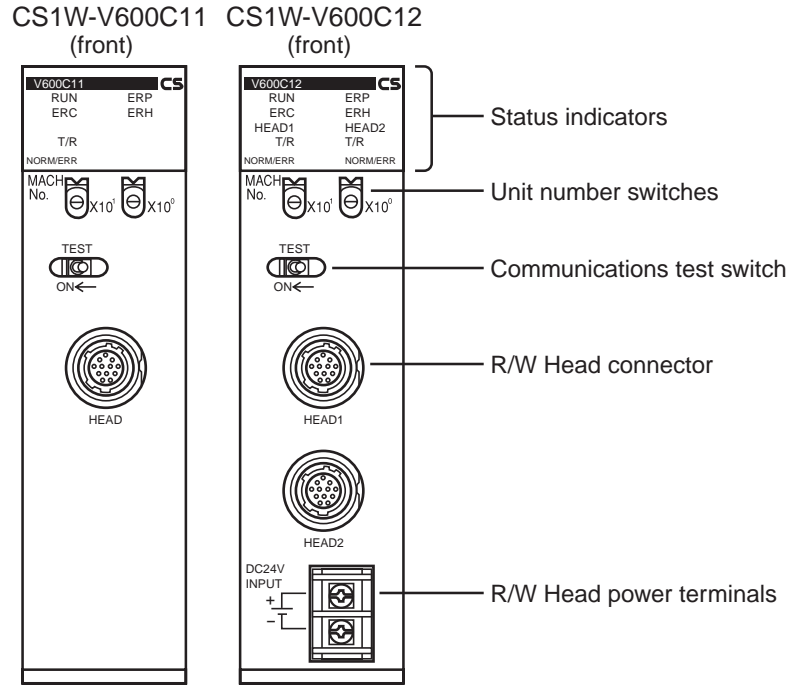 CS1W-V600C11
(front)
V600C11 CS
RUN ERP
ERC ERH
T/R
NORM/ERR
MACH
No.
X10¹ X10⁰
TEST
ON←
HEAD
CS1W-V600C12
(front)
V600C12 CS
RUN ERP
ERC ERH
HEAD1 HEAD2
T/R T/R
NORM/ERR NORM/ERR
MACH
No.
X10¹ X10⁰
TEST
ON←
HEAD1
HEAD2
DC24V
INPUT
+
−
Status indicators
Unit number switches
Communications test switch
R/W Head connector
R/W Head power terminals